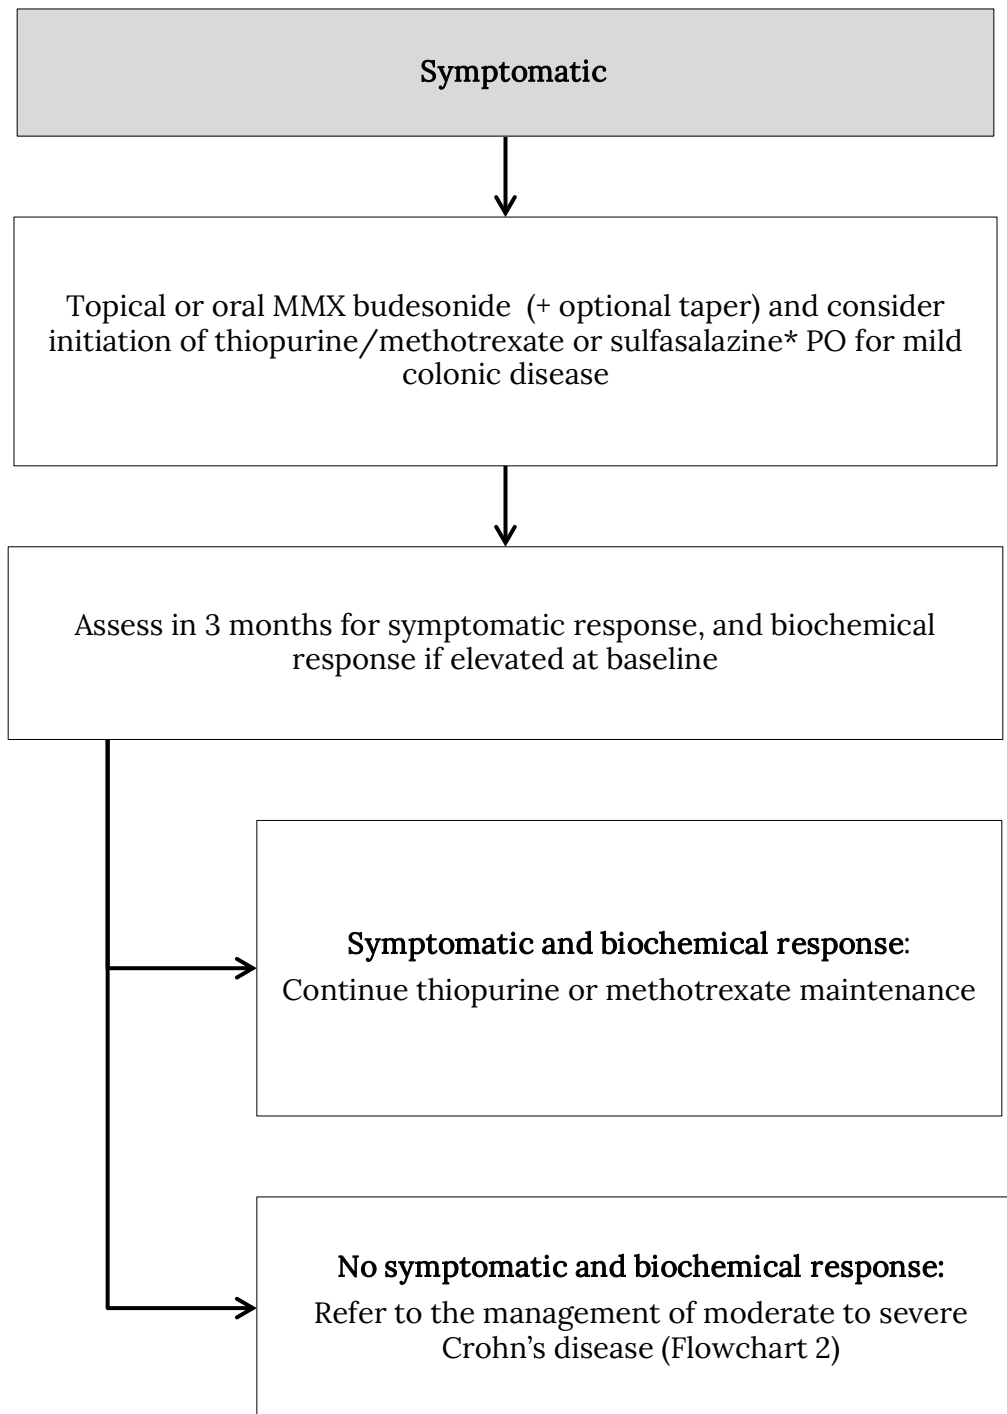 Symptomatic
Topical or oral MMX budesonide (+ optional taper) and consider
initiation of thiopurine/methotrexate or sulfasalazine* PO for mild
colonic disease
Assess in 3 months for symptomatic response, and biochemical
response if elevated at baseline
Symptomatic and biochemical response:
Continue thiopurine or methotrexate maintenance
No symptomatic and biochemical response:
Refer to the management of moderate to severe
Crohn’s disease (Flowchart 2)